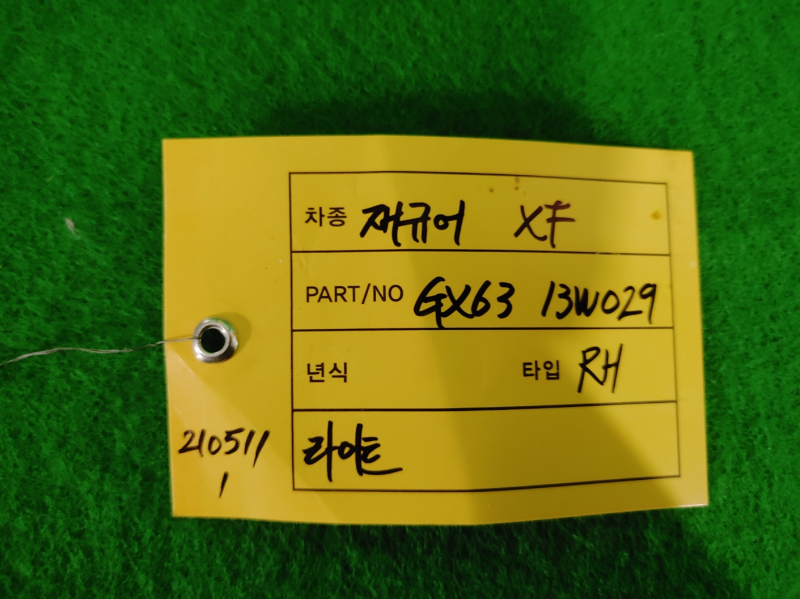 차종 재규어 XF
PART/NO GX63 13W029
년식 타입 RH
라이트
210511
1